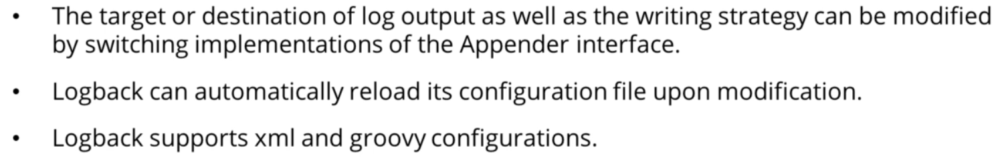 • The target or destination of log output as well as the writing strategy can be modified
by switching implementations of the Appender interface.
• Logback can automatically reload its configuration file upon modification.
• Logback supports xml and groovy configurations.